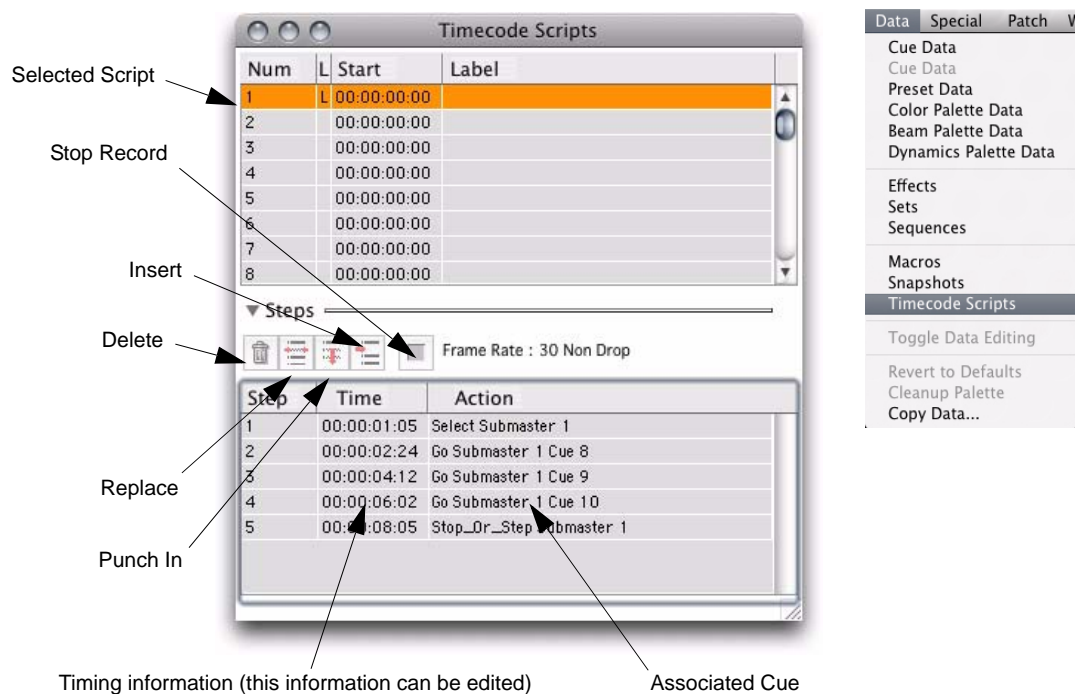 Timecode Scripts
Num L Start Label
1 L 00:00:00:00
2 00:00:00:00
3 00:00:00:00
4 00:00:00:00
5 00:00:00:00
6 00:00:00:00
7 00:00:00:00
8 00:00:00:00
Steps
Frame Rate : 30 Non Drop
Step Time Action
1 00:00:01:05 Select Submaster 1
2 00:00:02:24 Go Submaster 1 Cue 8
3 00:00:04:12 Go Submaster 1 Cue 9
4 00:00:06:02 Go Submaster 1 Cue 10
5 00:00:08:05 Stop_Or_Step Submaster 1
Selected Script
Stop Record
Insert
Delete
Replace
Punch In
Timing information (this information can be edited)
Associated Cue
Data Special Patch
Cue Data
Cue Data
Preset Data
Color Palette Data
Beam Palette Data
Dynamics Palette Data
Effects
Sets
Sequences
Macros
Snapshots
Timecode Scripts
Toggle Data Editing
Revert to Defaults
Cleanup Palette
Copy Data...